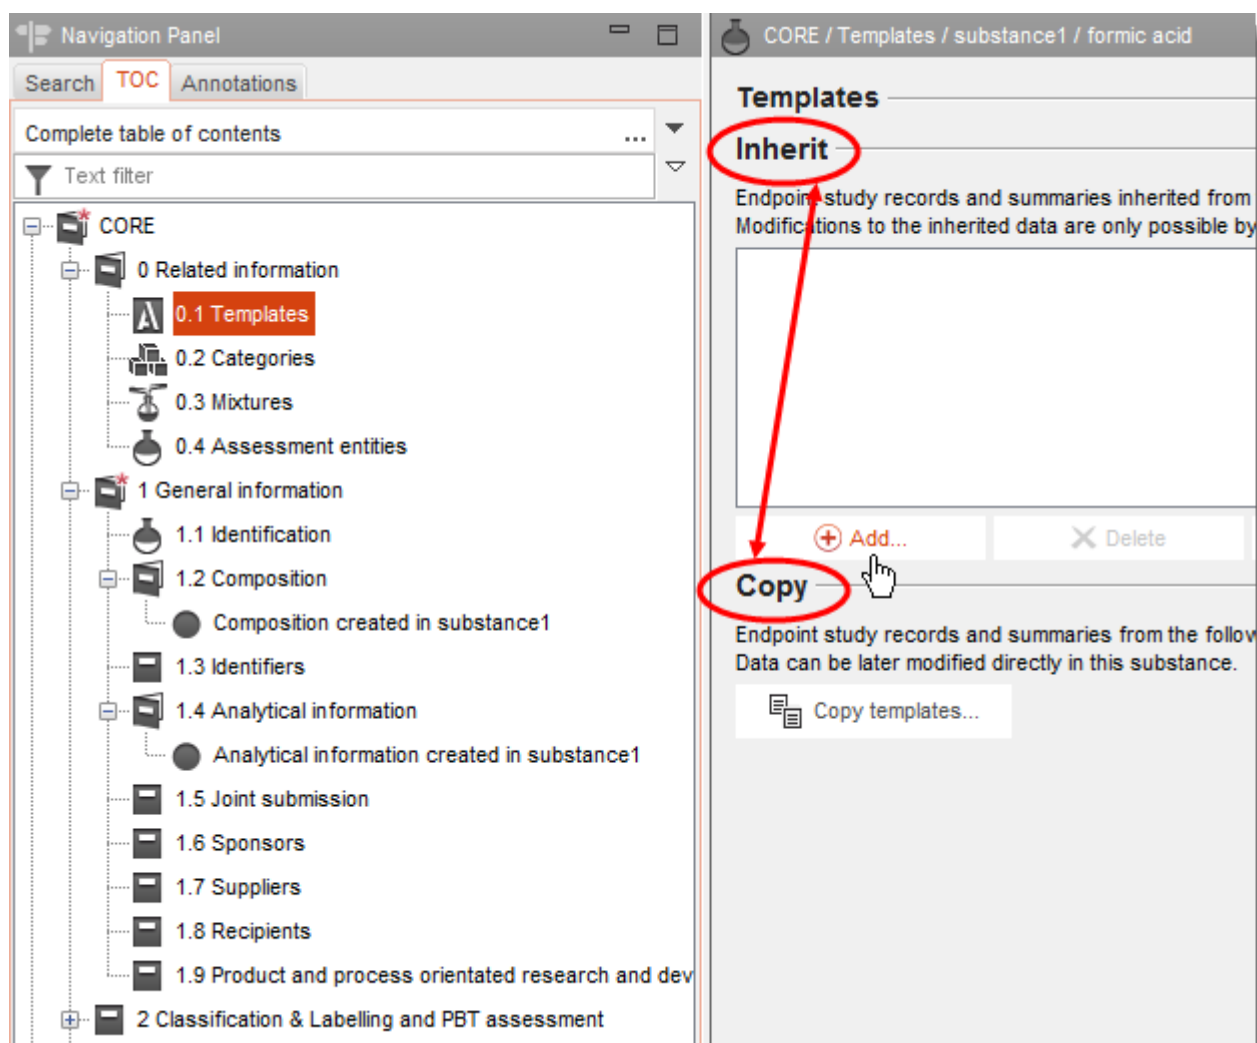 Navigation Panel
Search TOC Annotations
Complete table of contents ...
Text filter
CORE
0 Related information
0.1 Templates
0.2 Categories
0.3 Mixtures
0.4 Assessment entities
1 General information
1.1 Identification
1.2 Composition
Composition created in substance1
1.3 Identifiers
1.4 Analytical information
Analytical information created in substance1
1.5 Joint submission
1.6 Sponsors
1.7 Suppliers
1.8 Recipients
1.9 Product and process orientated research and dev
2 Classification & Labelling and PBT assessment
CORE / Templates / substance1 / formic acid
Templates
Inherit
Endpoint study records and summaries inherited from
Modifications to the inherited data are only possible by
Add... Delete
Copy
Endpoint study records and summaries from the follow
Data can be later modified directly in this substance.
Copy templates...